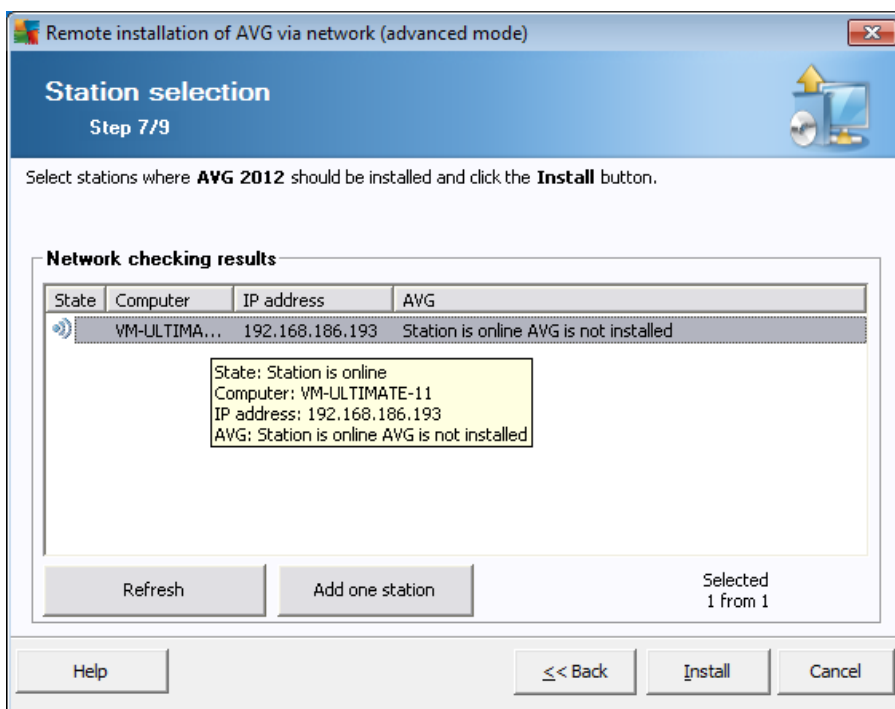 Remote installation of AVG via network (advanced mode)
Station selection
Step 7/9
Select stations where AVG 2012 should be installed and click the Install button.
Network checking results
State Computer IP address AVG
VM-ULTIMA... 192.168.186.193 Station is online AVG is not installed
State: Station is online
Computer: VM-ULTIMATE-11
IP address: 192.168.186.193
AVG: Station is online AVG is not installed
Refresh Add one station
Selected
1 from 1
Help << Back Install Cancel